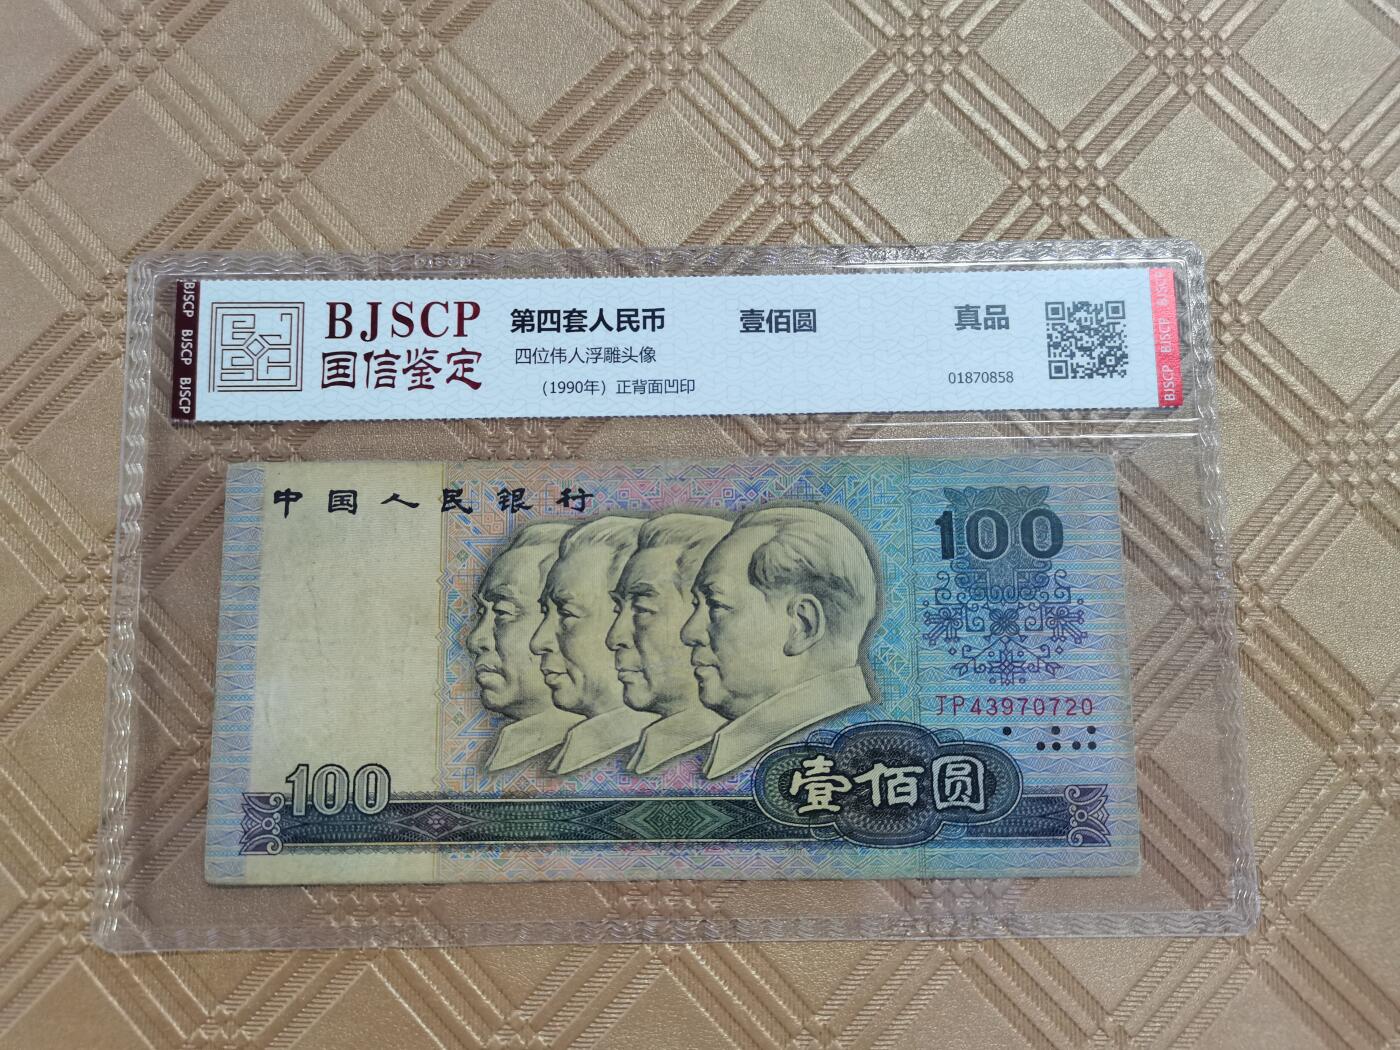 BJSCP BJSCP BJSCP
BJSCP
国信鉴定
第四套人民币 壹佰圆 真品
四位伟人浮雕头像
（1990年）正背面凹印 01870858
BJSCP BJSCP BJSCP
中国人民银行
100
JP43970720
100
壹佰圆